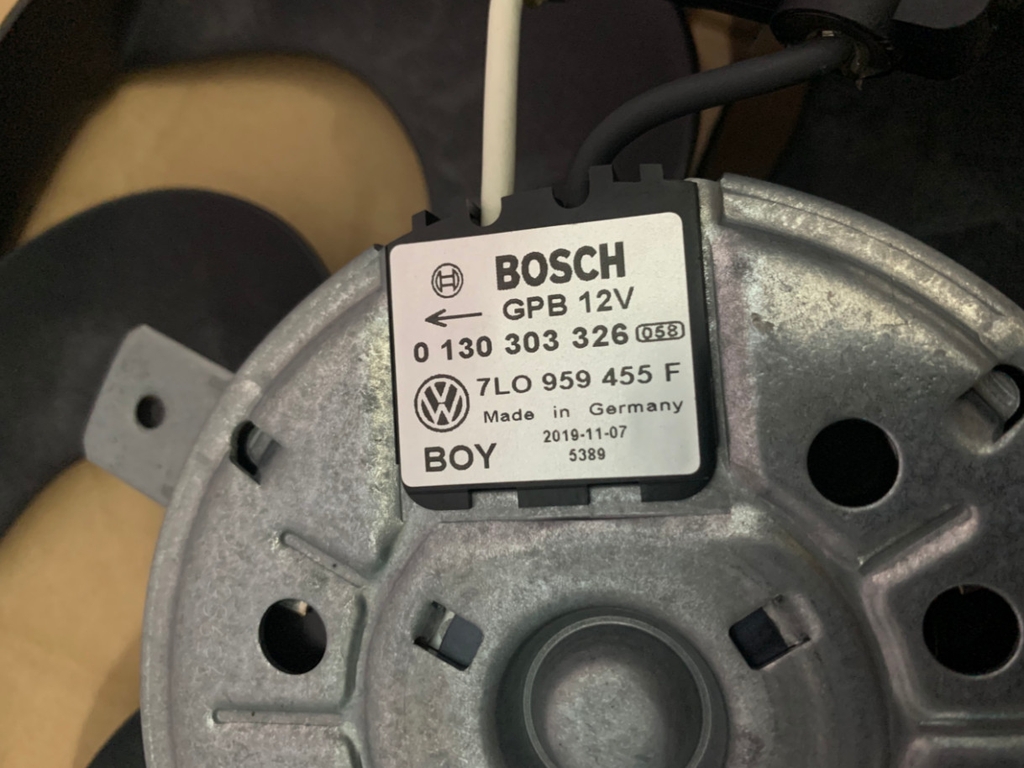 BOSCH
GPB 12V
0 130 303 326 058
7LO 959 455 F
Made in Germany
2019-11-07
BOY 5389